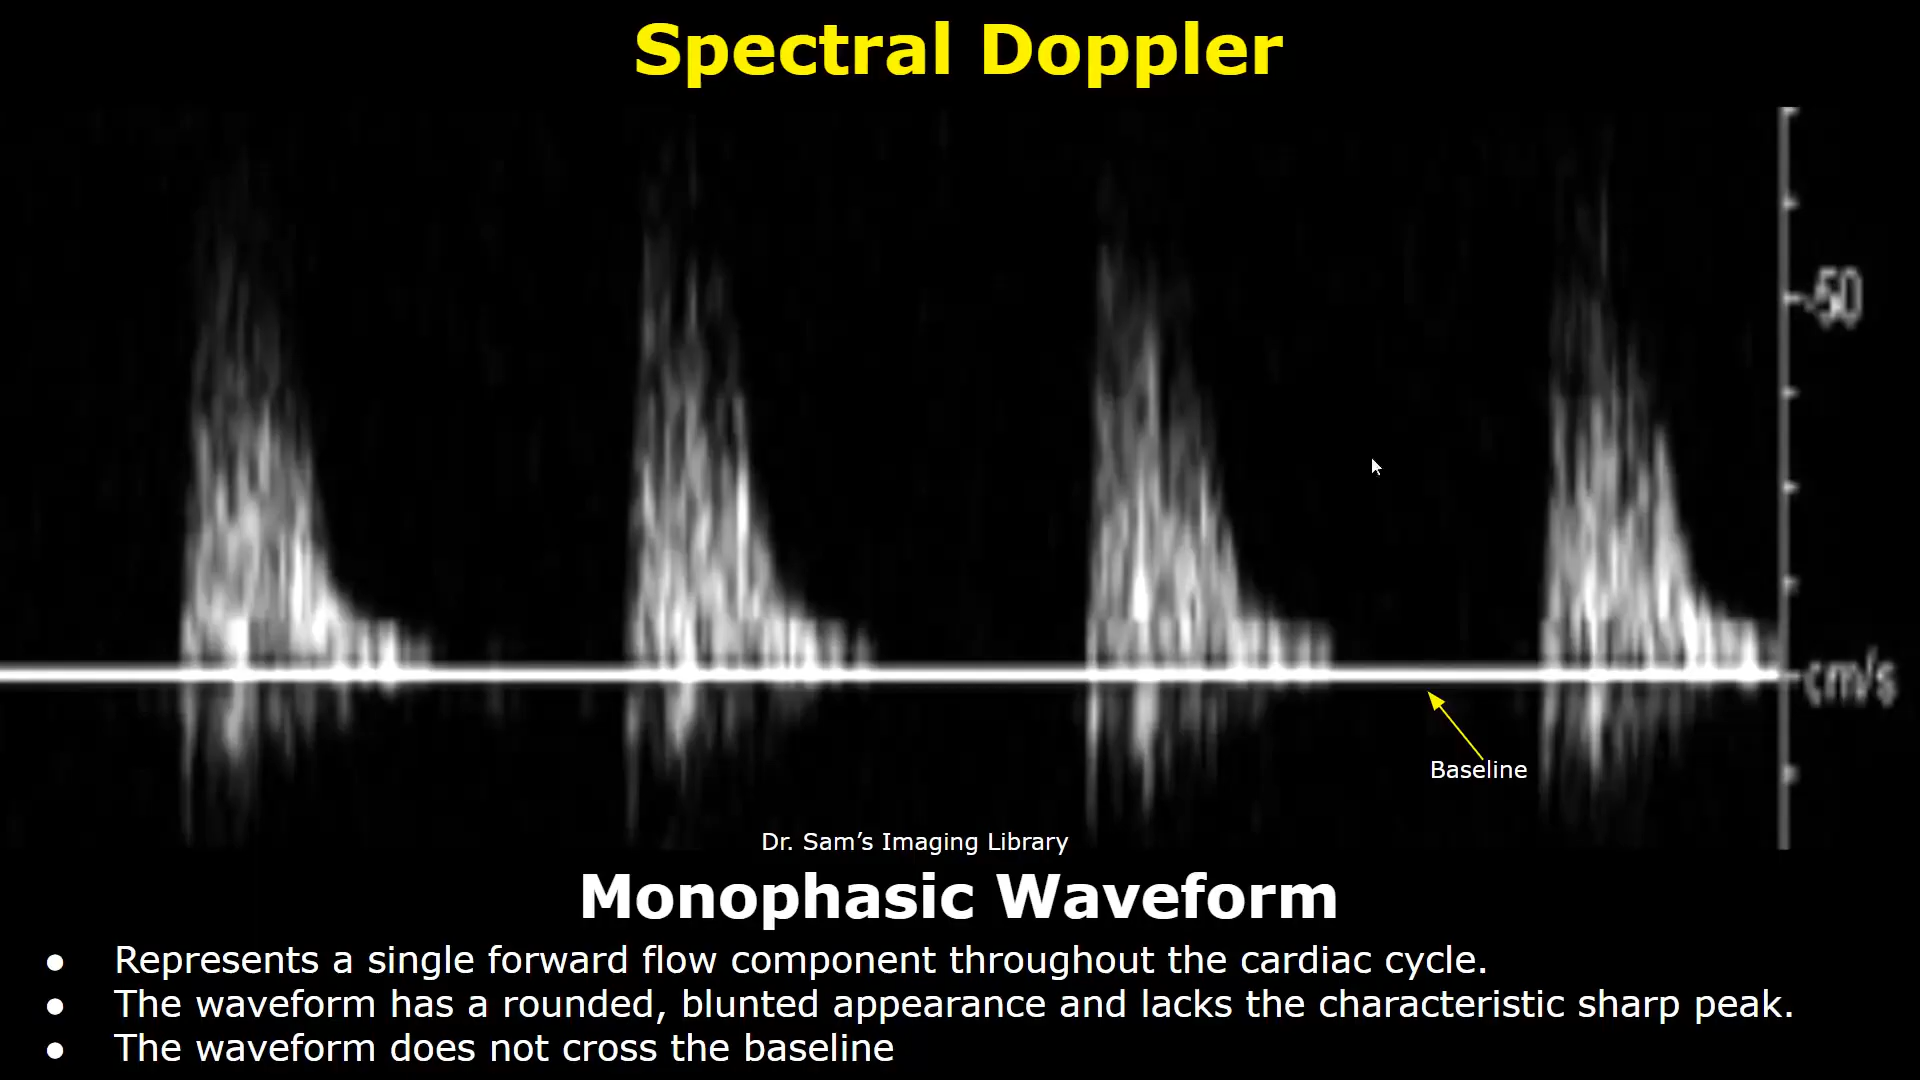 Spectral Doppler
-50
cm/s
Baseline
Dr. Sam’s Imaging Library
Monophasic Waveform
● Represents a single forward flow component throughout the cardiac cycle.
● The waveform has a rounded, blunted appearance and lacks the characteristic sharp peak.
● The waveform does not cross the baseline